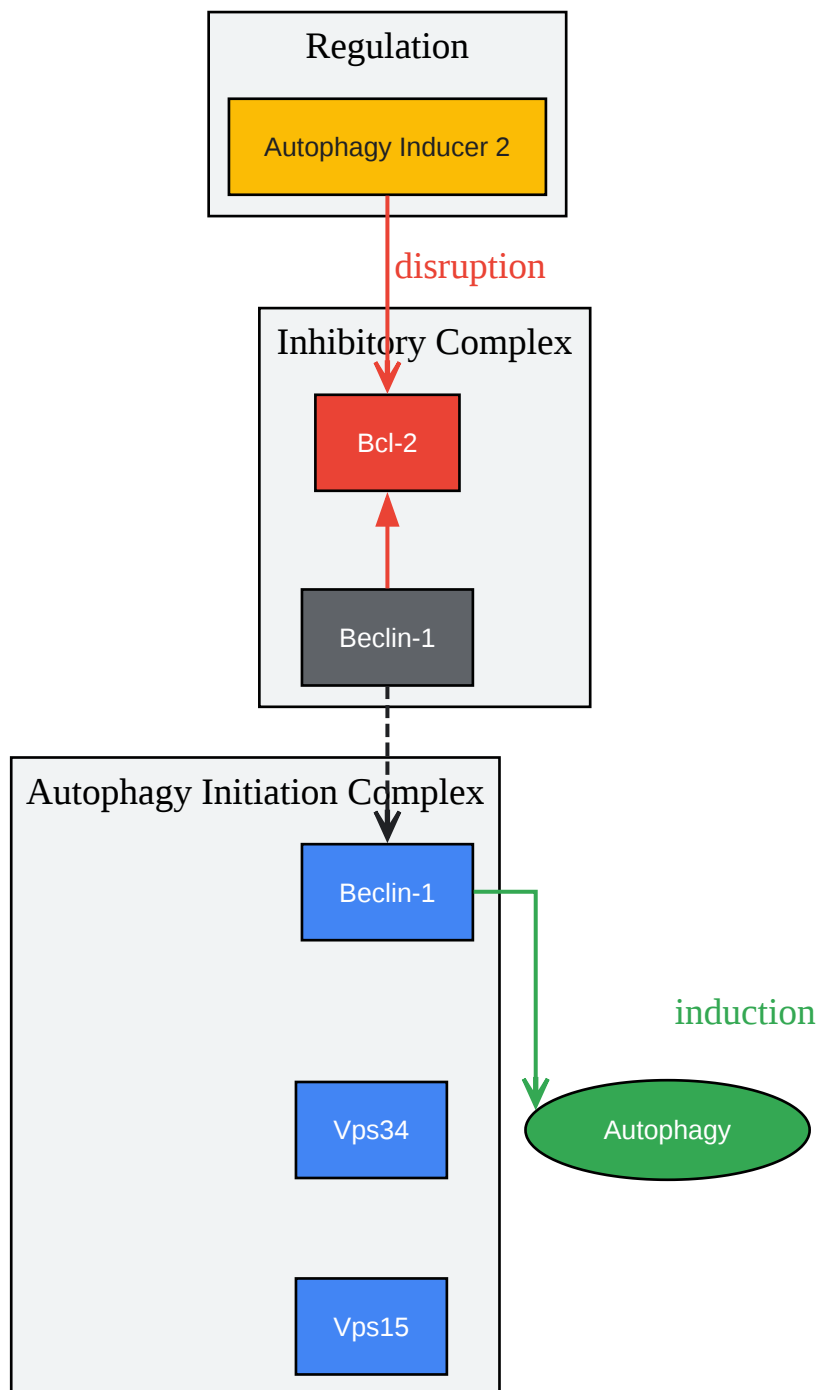 Regulation
Autophagy Inducer 2
disruption
Inhibitory Complex
Bcl-2
Beclin-1
Autophagy Initiation Complex
Beclin-1
induction
Vps34
Autophagy
Vps15